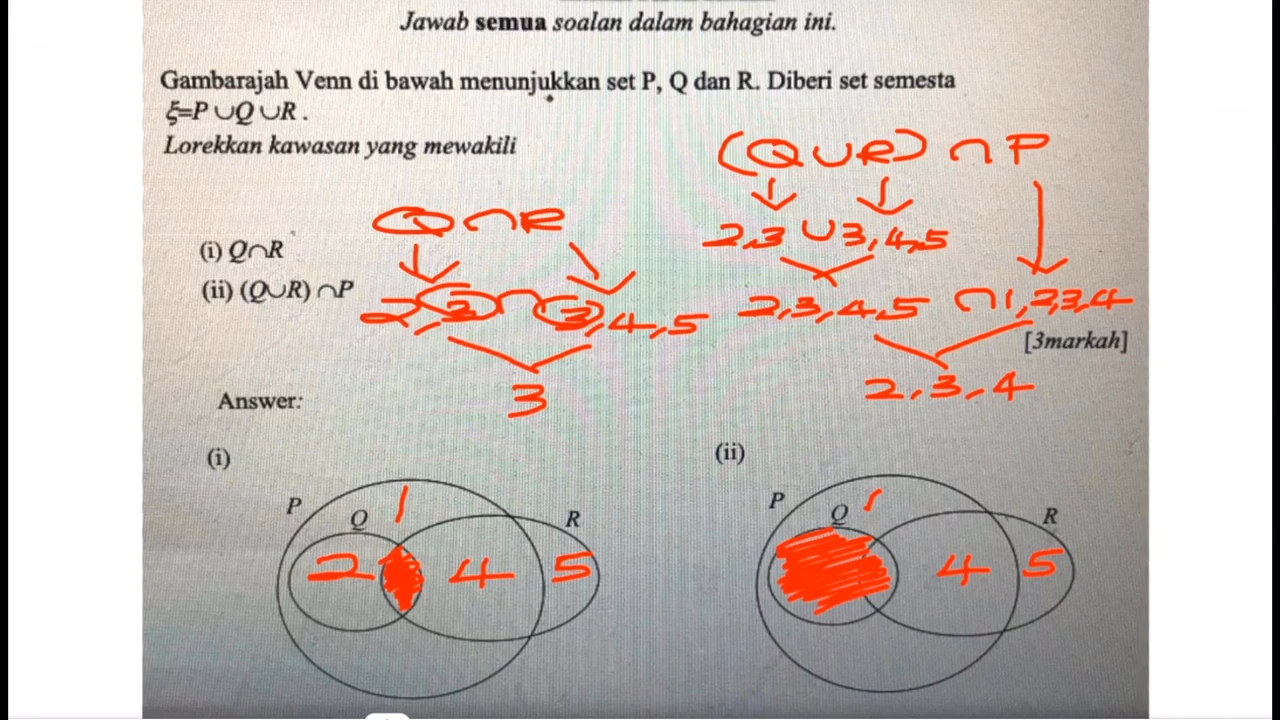 Jawab semua soalan dalam bahagian ini.
Gambarajah Venn di bawah menunjukkan set P, Q dan R. Diberi set semesta
ξ=P ∪Q ∪R .
Lorekkan kawasan yang mewakili
(Q ∪ R) ∩ P
Q ∩ R
2,3 ∪ 3,4,5
(i) Q∩R
(ii) (Q∪R) ∩P
2,3 ∩ 3,4,5
2,3,4,5 ∩ 1,2,3,4
[3markah]
3
2,3,4
Answer:
(i)
(ii)
P Q 1 R
2 4 5
P Q 1 R
4 5